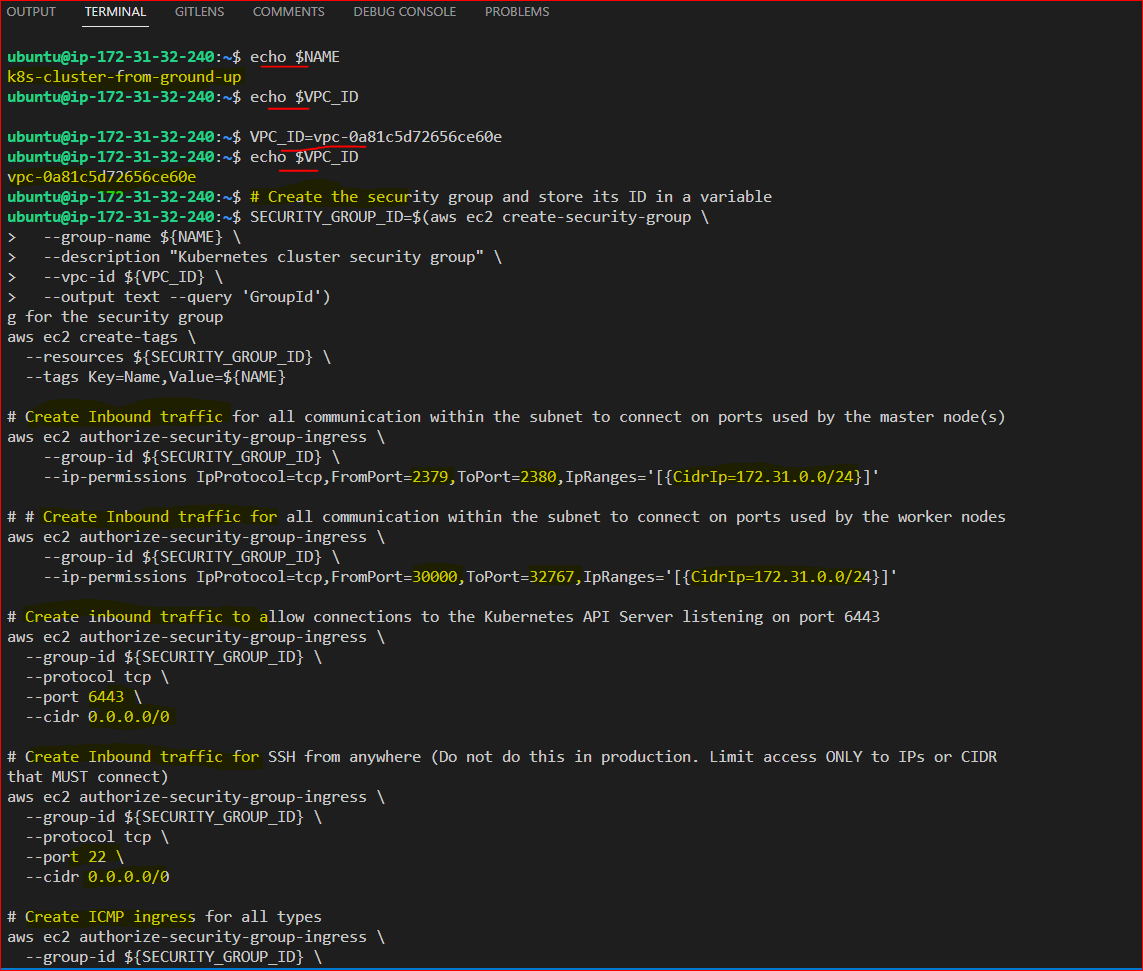 OUTPUT TERMINAL GITLENS COMMENTS DEBUG CONSOLE PROBLEMS
ubuntu@ip-172-31-32-240:~$ echo $NAME
k8s-cluster-from-ground-up
ubuntu@ip-172-31-32-240:~$ echo $VPC_ID
ubuntu@ip-172-31-32-240:~$ VPC_ID=vpc-0a81c5d72656ce60e
ubuntu@ip-172-31-32-240:~$ echo $VPC_ID
vpc-0a81c5d72656ce60e
ubuntu@ip-172-31-32-240:~$ # Create the security group and store its ID in a variable
ubuntu@ip-172-31-32-240:~$ SECURITY_GROUP_ID=$(aws ec2 create-security-group \
>   --group-name ${NAME} \
>   --description "Kubernetes cluster security group" \
>   --vpc-id ${VPC_ID} \
>   --output text --query 'GroupId')
g for the security group
aws ec2 create-tags \
  --resources ${SECURITY_GROUP_ID} \
  --tags Key=Name,Value=${NAME}
# Create Inbound traffic for all communication within the subnet to connect on ports used by the master node(s)
aws ec2 authorize-security-group-ingress \
    --group-id ${SECURITY_GROUP_ID} \
    --ip-permissions IpProtocol=tcp,FromPort=2379,ToPort=2380,IpRanges='[{CidrIp=172.31.0.0/24}]'
# # Create Inbound traffic for all communication within the subnet to connect on ports used by the worker nodes
aws ec2 authorize-security-group-ingress \
    --group-id ${SECURITY_GROUP_ID} \
    --ip-permissions IpProtocol=tcp,FromPort=30000,ToPort=32767,IpRanges='[{CidrIp=172.31.0.0/24}]'
# Create inbound traffic to allow connections to the Kubernetes API Server listening on port 6443
aws ec2 authorize-security-group-ingress \
  --group-id ${SECURITY_GROUP_ID} \
  --protocol tcp \
  --port 6443 \
  --cidr 0.0.0.0/0
# Create Inbound traffic for SSH from anywhere (Do not do this in production. Limit access ONLY to IPs or CIDR
that MUST connect)
aws ec2 authorize-security-group-ingress \
  --group-id ${SECURITY_GROUP_ID} \
  --protocol tcp \
  --port 22 \
  --cidr 0.0.0.0/0
# Create ICMP ingress for all types
aws ec2 authorize-security-group-ingress \
  --group-id ${SECURITY_GROUP_ID} \